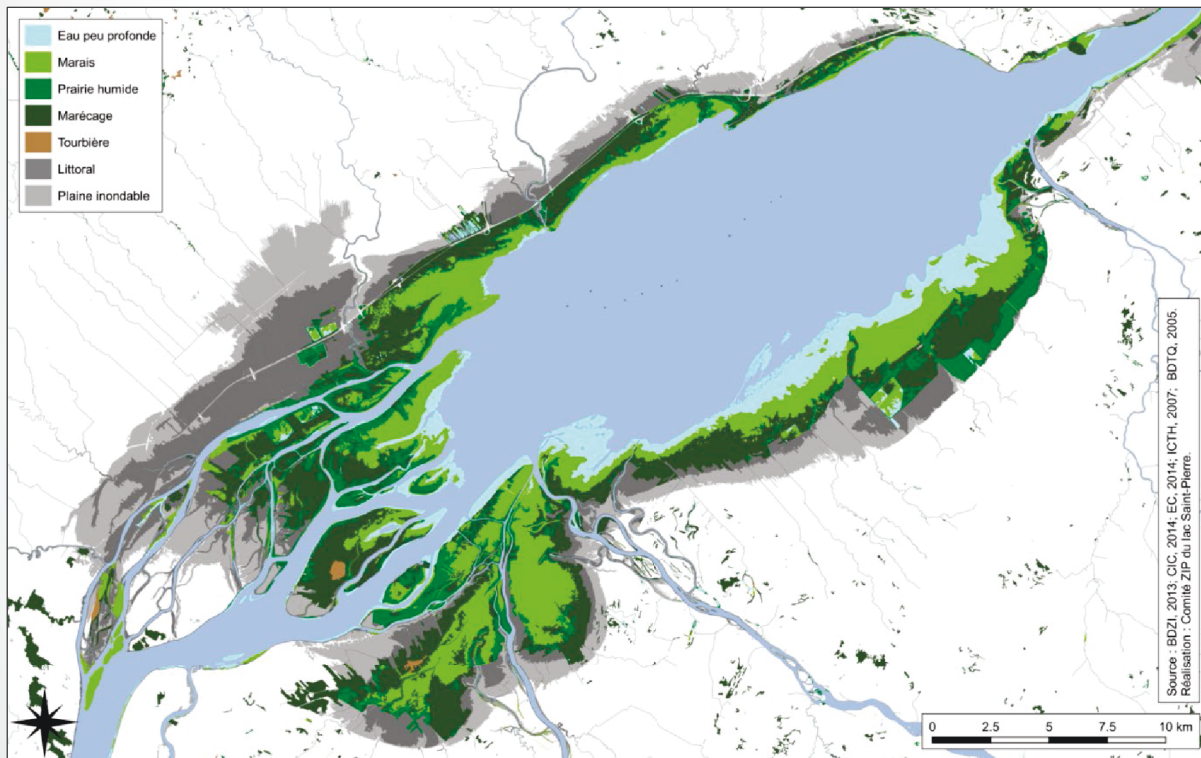 Eau peu profonde
Marais
Prairie humide
Marécage
Tourbière
Littoral
Plaine inondable
Source : BDZI, 2013; CIC, 2014; EC, 2014; ICTH, 2007; BDTQ, 2005.
Réalisation : Comité ZIP du lac Saint-Pierre.
0 2.5 5 7.5 10 km